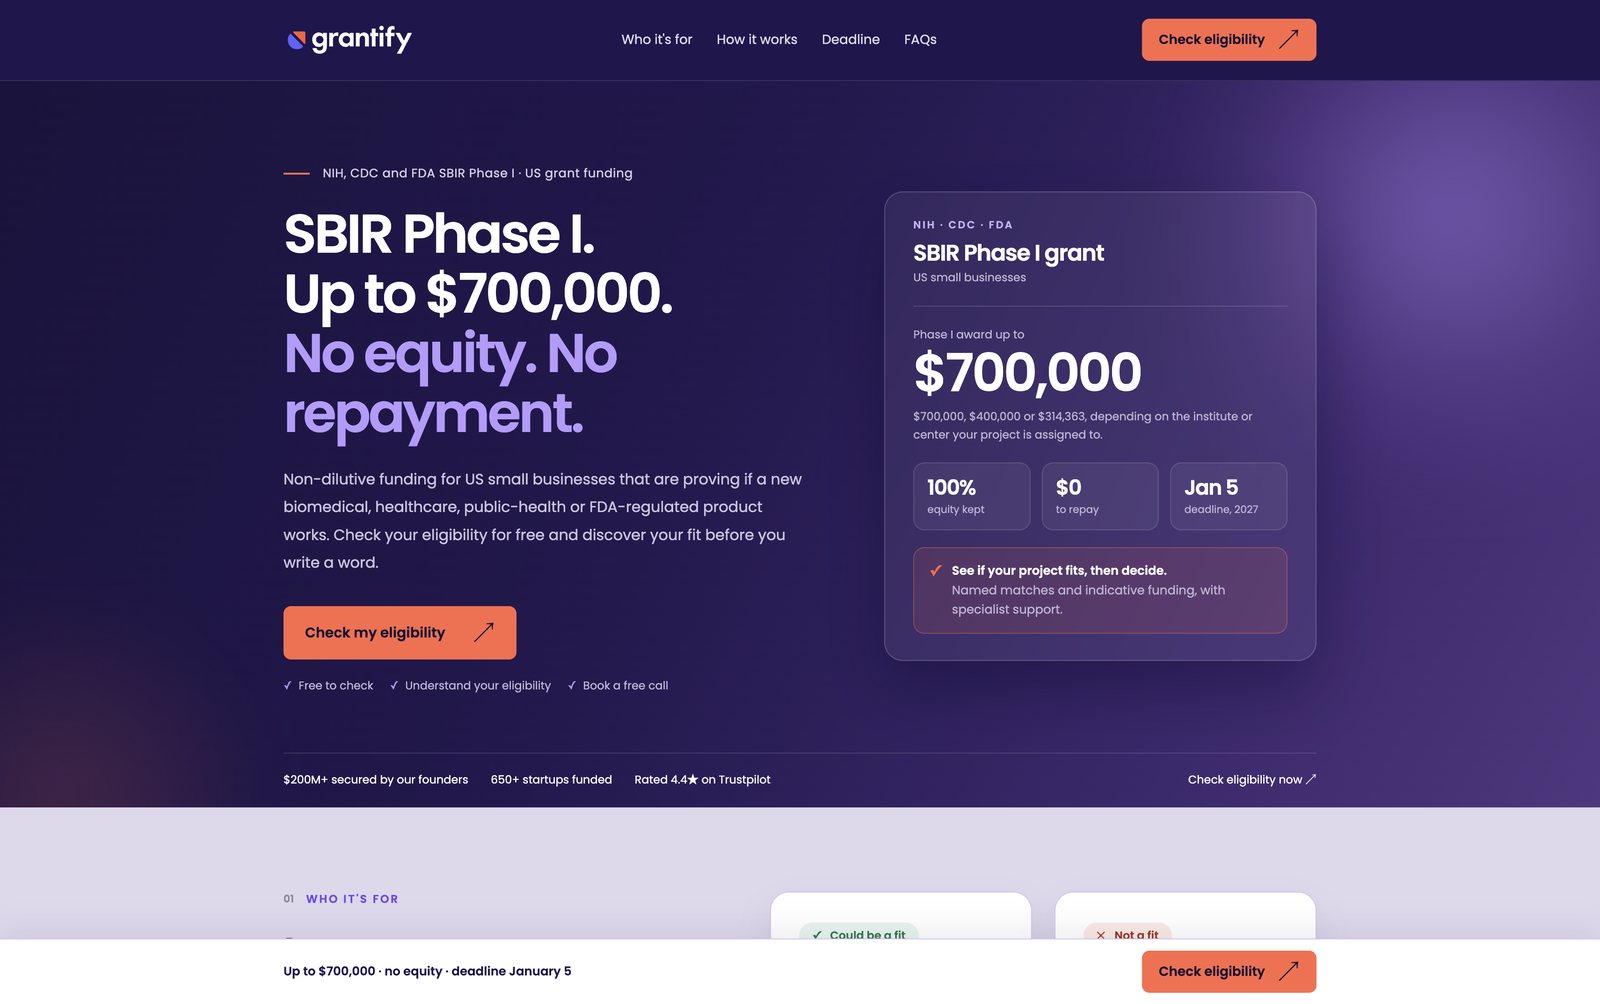 grantify
Who it's for
How it works
Deadline
FAQs
Check eligibility
NIH, CDC and FDA SBIR Phase I · US grant funding
SBIR Phase I.
Up to $700,000.
No equity. No
repayment.
Non-dilutive funding for US small businesses that are proving if a new
biomedical, healthcare, public-health or FDA-regulated product
works. Check your eligibility for free and discover your fit before you
write a word.
Check my eligibility
✓ Free to check
✓ Understand your eligibility
✓ Book a free call
NIH · CDC · FDA
SBIR Phase I grant
US small businesses
Phase I award up to
$700,000
$700,000, $400,000 or $314,363, depending on the institute or
center your project is assigned to.
100%
equity kept
$0
to repay
Jan 5
deadline, 2027
✓ See if your project fits, then decide.
Named matches and indicative funding, with
specialist support.
$200M+ secured by our founders
650+ startups funded
Rated 4.4★ on Trustpilot
Check eligibility now
01 WHO IT'S FOR
✓ Could be a fit
✕ Not a fit
Up to $700,000 · no equity · deadline January 5
Check eligibility